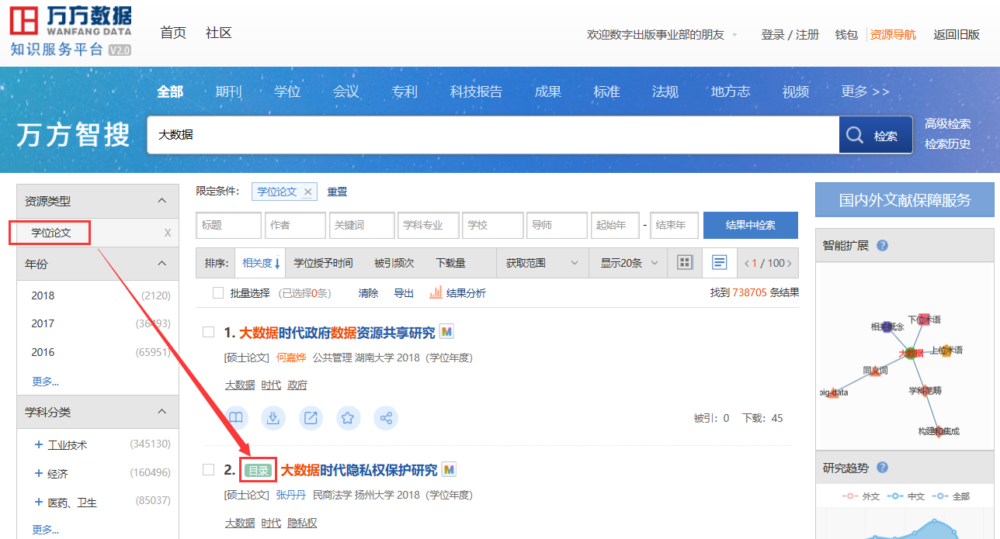 万方数据
WANFANG DATA
知识服务平台 V2.0
首页 社区
欢迎数字出版事业部的朋友 登录 / 注册 钱包 资源导航 返回旧版
全部 期刊 学位 会议 专利 科技报告 成果 标准 法规 地方志 视频 更多 >>
万方智搜
大数据
检索
高级检索
检索历史
资源类型
学位论文 X
年份
2018 (2120)
2017 (36493)
2016 (65951)
更多...
学科分类
+ 工业技术 (345130)
+ 经济 (160496)
+ 医药、卫生 (85037)
更多...
限定条件: 学位论文 × 重置
标题 作者 关键词 学科专业 学校 导师 起始年 - 结束年 结果中检索
排序: 相关度↓ 学位授予时间 被引频次 下载量 获取范围 显示20条 < 1 / 100 >
批量选择 (已选择0条) 清除 导出 结果分析 找到 738705 条结果
1. 大数据时代政府数据资源共享研究 M
[硕士论文] 何嘉烨 公共管理 湖南大学 2018（学位年度）
大数据 时代 政府
被引: 0 下载: 45
2. 目录 大数据时代隐私权保护研究 M
[硕士论文] 张丹丹 民商法学 扬州大学 2018（学位年度）
大数据 时代 隐私权
国内外文献保障服务
智能扩展 ?
下位术语
相关概念
大数据
上位术语
同义词
big-data
学科范畴
构建和集成
研究趋势 ?
外文 中文 全部